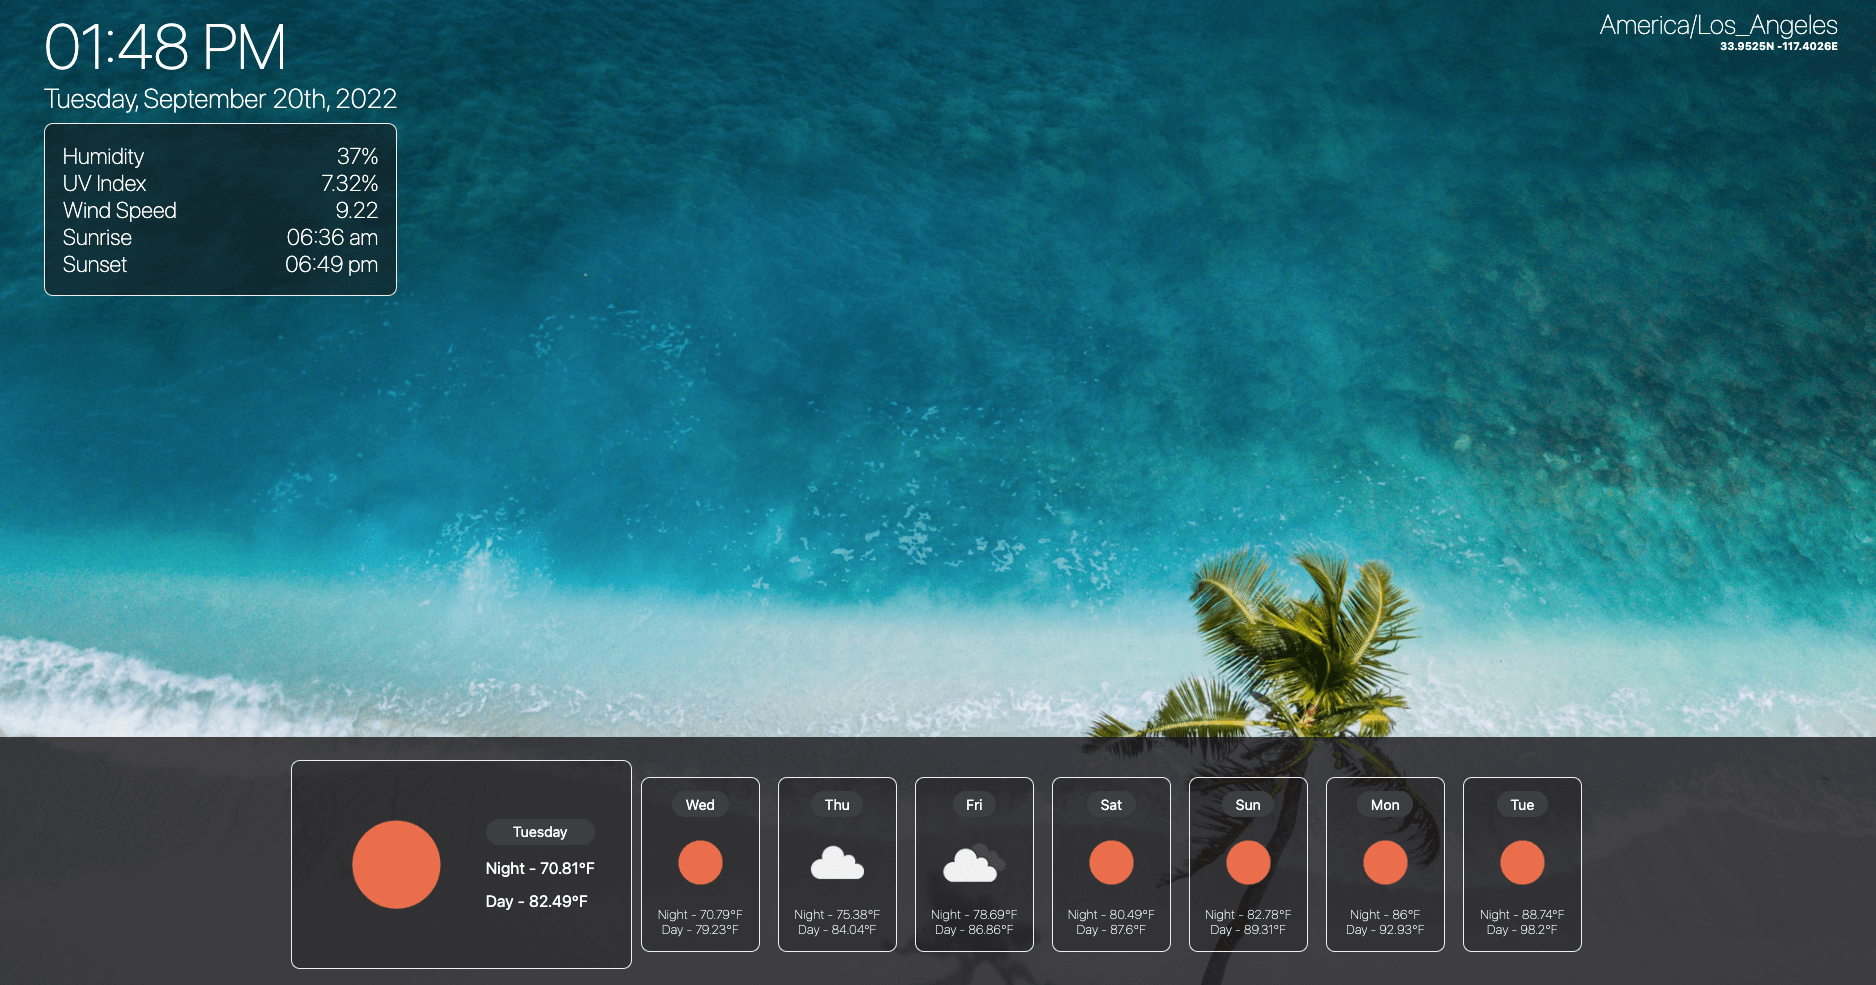 01:48 PM
Tuesday, September 20th, 2022
America/Los_Angeles
33.9525N -117.4026E
Humidity 37%
UV Index 7.32%
Wind Speed 9.22
Sunrise 06:36 am
Sunset 06:49 pm
Tuesday
Night - 70.81°F
Day - 82.49°F
Wed
Night - 70.79°F
Day - 79.23°F
Thu
Night - 75.38°F
Day - 84.04°F
Fri
Night - 78.69°F
Day - 86.86°F
Sat
Night - 80.49°F
Day - 87.6°F
Sun
Night - 82.78°F
Day - 89.31°F
Mon
Night - 86°F
Day - 92.93°F
Tue
Night - 88.74°F
Day - 98.2°F